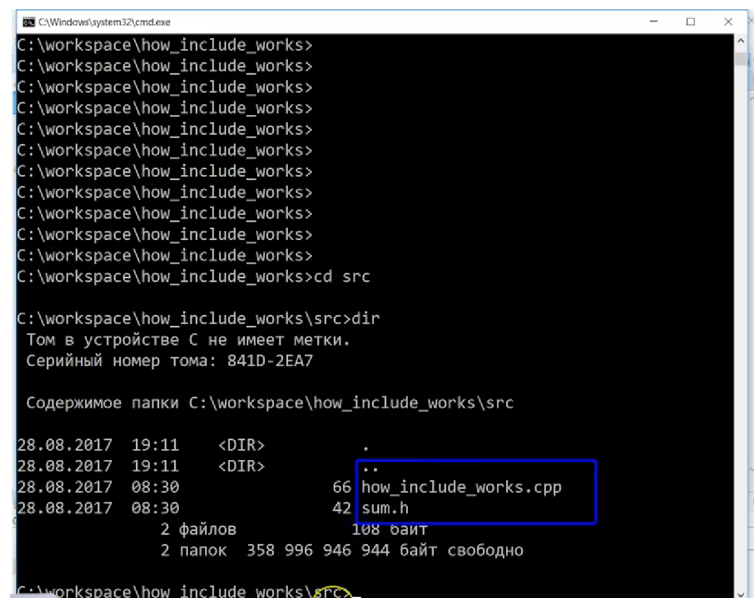 C:\Windows\system32\cmd.exe
C:\workspace\how_include_works>
C:\workspace\how_include_works>
C:\workspace\how_include_works>
C:\workspace\how_include_works>
C:\workspace\how_include_works>
C:\workspace\how_include_works>
C:\workspace\how_include_works>
C:\workspace\how_include_works>
C:\workspace\how_include_works>
C:\workspace\how_include_works>
C:\workspace\how_include_works>
C:\workspace\how_include_works>cd src
C:\workspace\how_include_works\src>dir
Том в устройстве C не имеет метки.
Серийный номер тома: 841D-2EA7
Содержимое папки C:\workspace\how_include_works\src
28.08.2017 19:11 <DIR> .
28.08.2017 19:11 <DIR> ..
28.08.2017 08:30 66 how_include_works.cpp
28.08.2017 08:30 42 sum.h
2 файлов 108 байт
2 папок 358 996 946 944 байт свободно
C:\workspace\how_include_works\src>_